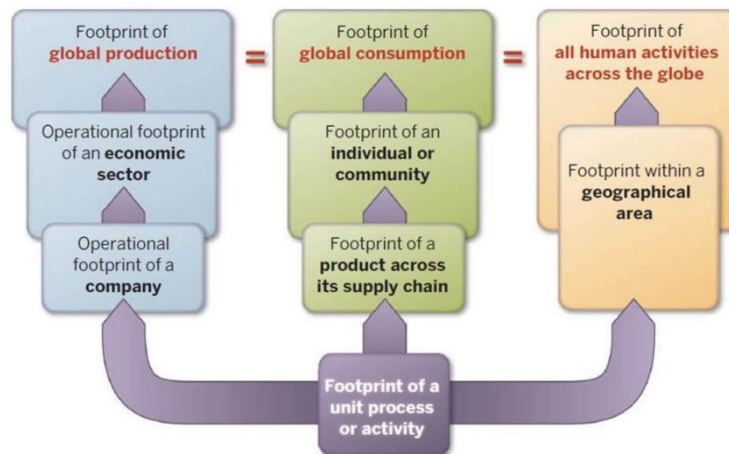 Footprint of
global production
=
Footprint of
global consumption
=
Footprint of
all human activities
across the globe
Operational footprint
of an economic
sector
Footprint of an
individual or
community
Footprint within a
geographical
area
Operational
footprint of a
company
Footprint of a
product across
its supply chain
Footprint of a
unit process
or activity